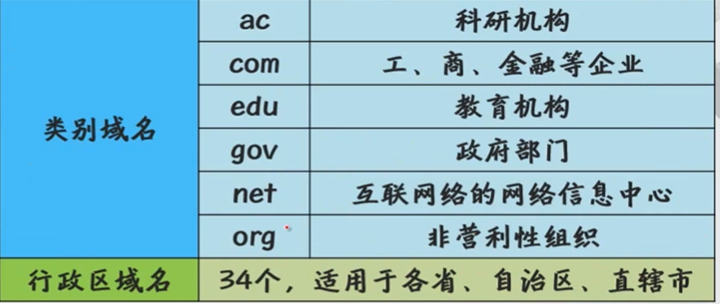 ac 科研机构
com 工、商、金融等企业
edu 教育机构
类别域名
gov 政府部门
net 互联网络的网络信息中心
org 非营利性组织
行政区域名 34个，适用于各省、自治区、直辖市